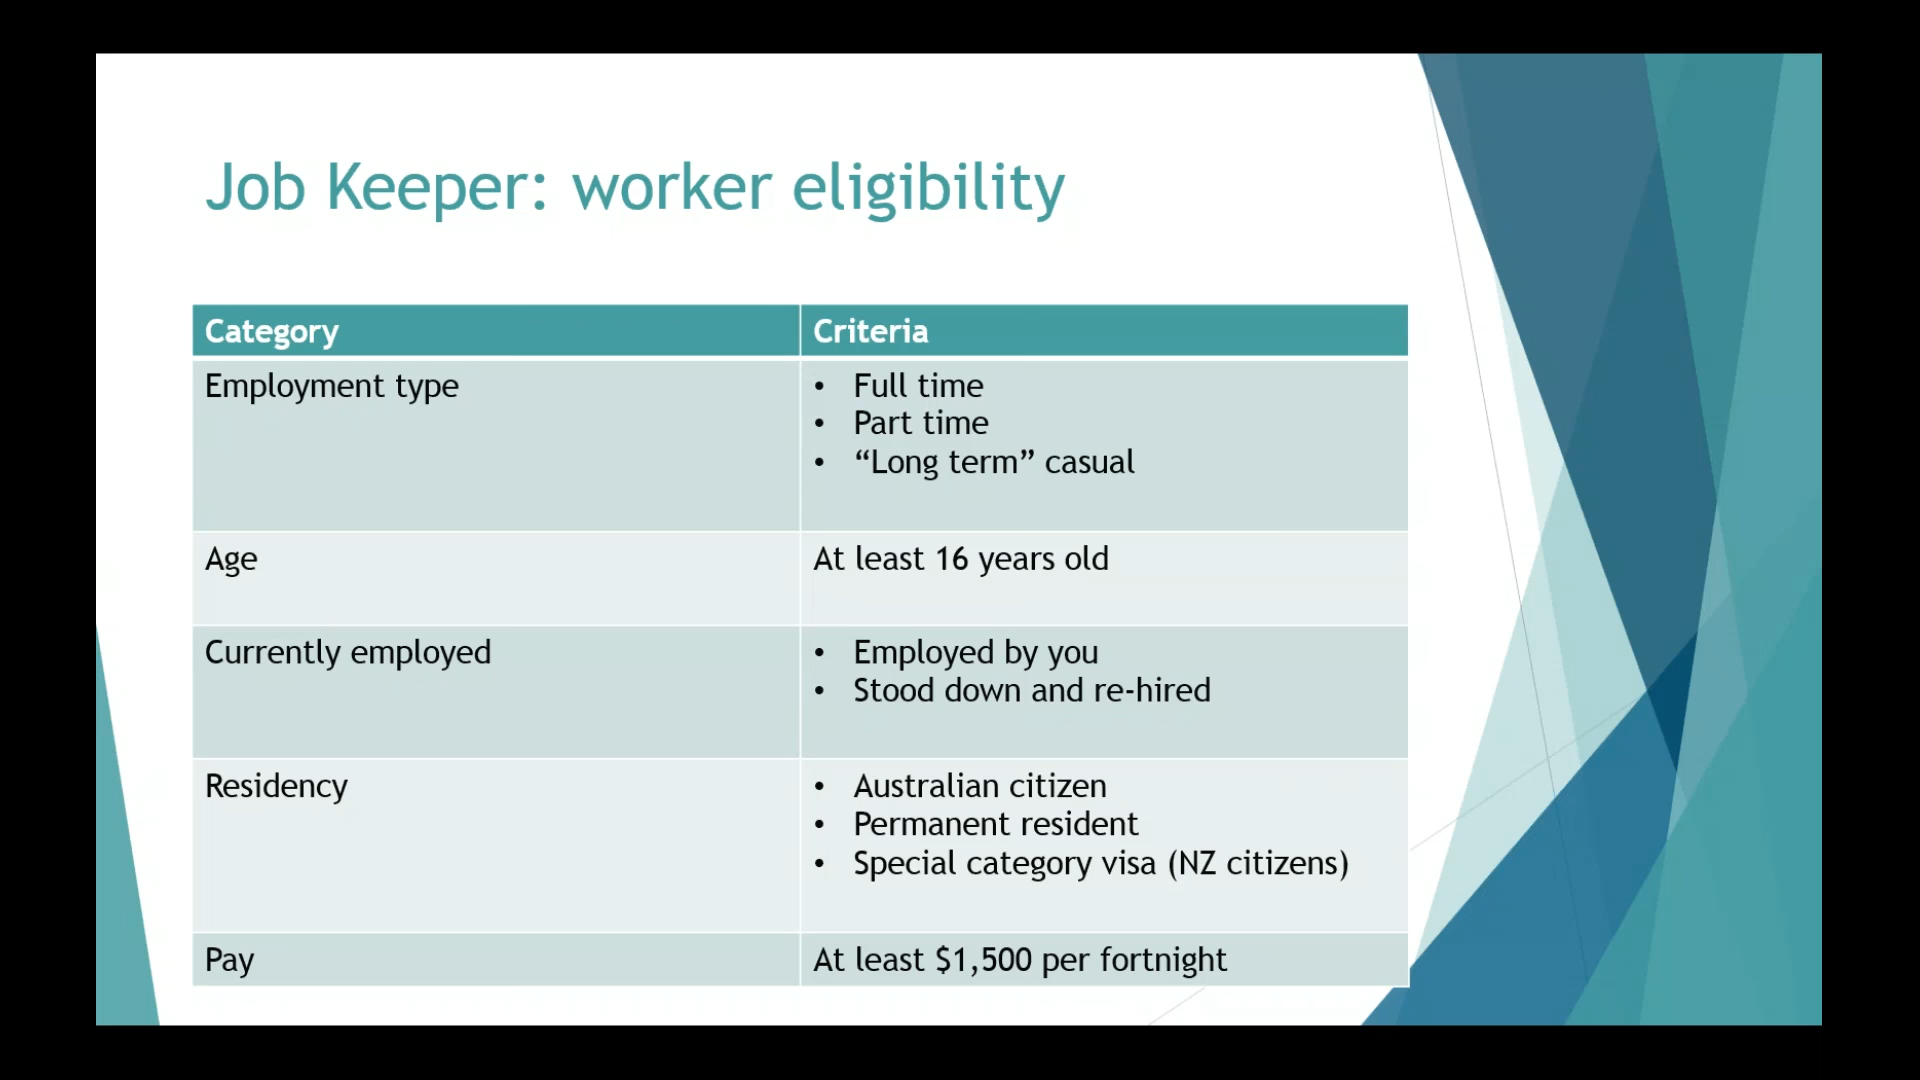 Job Keeper: worker eligibility
Category
Criteria
Employment type
• Full time
• Part time
• “Long term” casual
Age
At least 16 years old
Currently employed
• Employed by you
• Stood down and re-hired
Residency
• Australian citizen
• Permanent resident
• Special category visa (NZ citizens)
Pay
At least $1,500 per fortnight